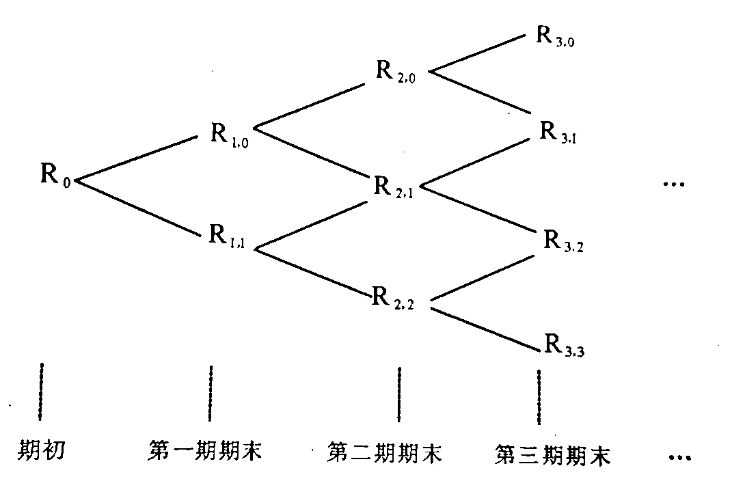 R3,0
R2,0
R1,0
R3,1
R0
R2,1
...
R1,1
R3,2
R2,2
R3,3
期初
第一期期末
第二期期末
第三期期末
...